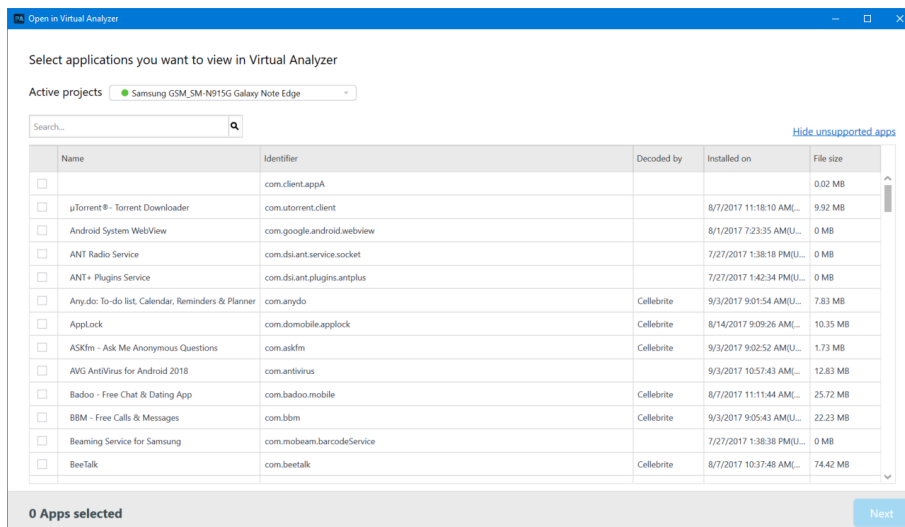 Open in Virtual Analyzer
Select applications you want to view in Virtual Analyzer
Active projects Samsung GSM_SM-N915G Galaxy Note Edge
Search...
Hide unsupported apps
Name Identifier Decoded by Installed on File size
com.client.appA 0.02 MB
µTorrent®- Torrent Downloader com.utorrent.client 8/7/2017 11:18:10 AM(... 9.92 MB
Android System WebView com.google.android.webview 8/1/2017 7:23:35 AM(U... 0 MB
ANT Radio Service com.dsi.ant.service.socket 7/27/2017 1:38:18 PM(U... 0 MB
ANT+ Plugins Service com.dsi.ant.plugins.antplus 7/27/2017 1:42:34 PM(U... 0 MB
Any.do: To-do list, Calendar, Reminders & Planner com.anydo Cellebrite 9/3/2017 9:01:54 AM(U... 7.83 MB
AppLock com.domobile.applock Cellebrite 8/14/2017 9:09:26 AM(... 10.35 MB
ASKfm - Ask Me Anonymous Questions com.askfm Cellebrite 9/3/2017 9:02:52 AM(U... 1.73 MB
AVG AntiVirus for Android 2018 com.antivirus 9/3/2017 10:57:43 AM(... 12.83 MB
Badoo - Free Chat & Dating App com.badoo.mobile Cellebrite 8/7/2017 11:11:44 AM(... 25.72 MB
BBM - Free Calls & Messages com.bbm Cellebrite 9/3/2017 9:05:43 AM(U... 22.23 MB
Beaming Service for Samsung com.mobeam.barcodeService 7/27/2017 1:38:38 PM(U... 0 MB
BeeTalk com.beetalk Cellebrite 8/7/2017 10:37:48 AM(... 74.42 MB
0 Apps selected
Next